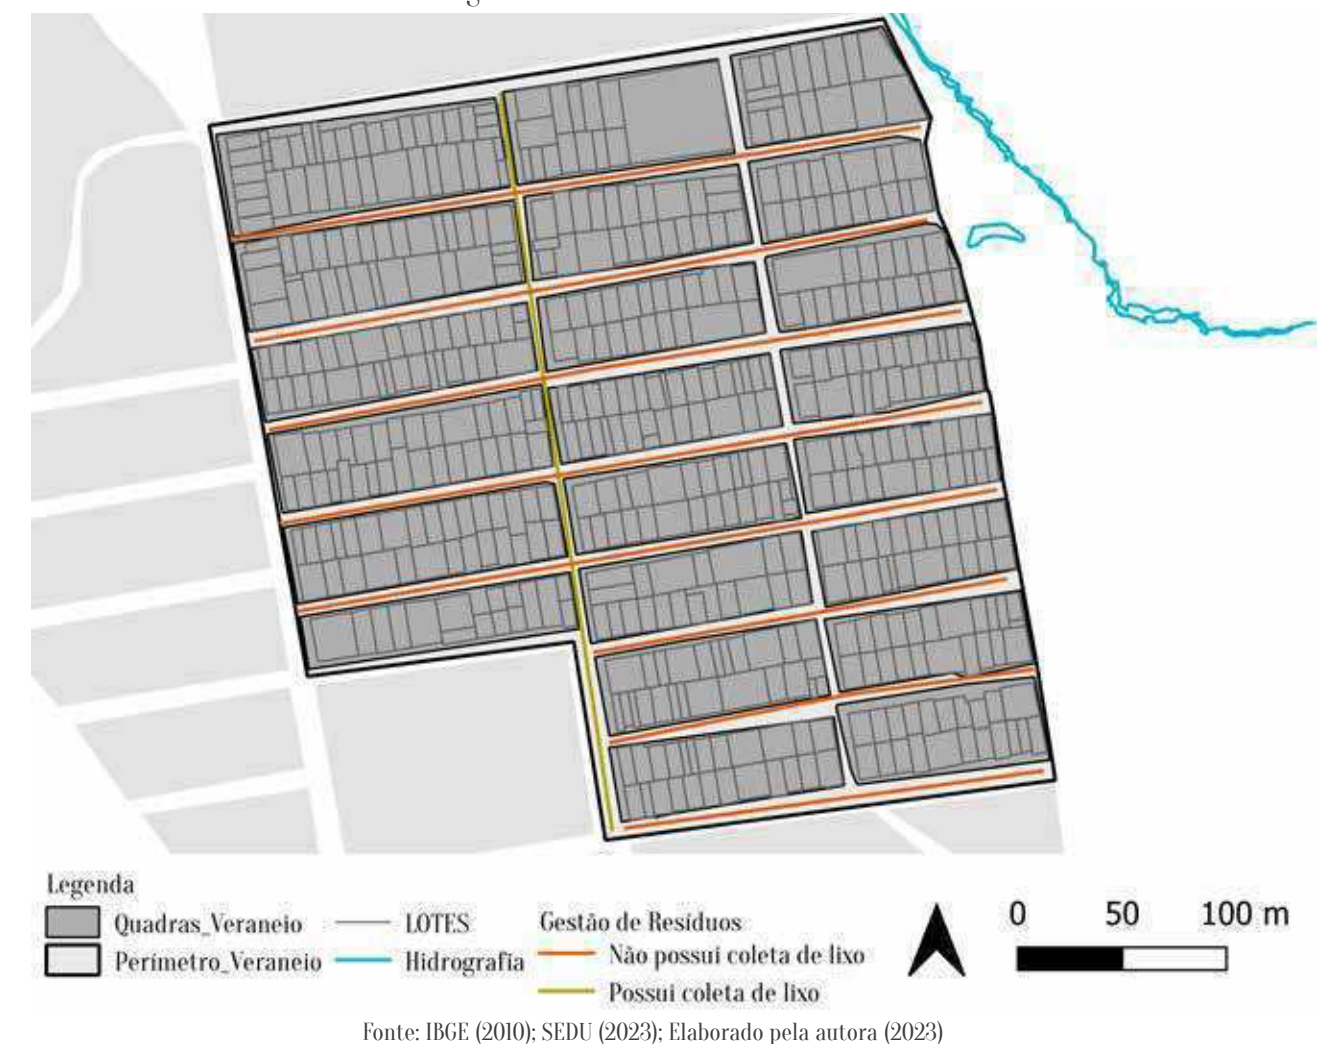 Legenda
Quadras_Veraneio
Perímetro_Veraneio
LOTES
Hidrografia
Gestão de Resíduos
Não possui coleta de lixo
Possui coleta de lixo
0 50 100 m
Fonte: IBGE (2010); SEDU (2023); Elaborado pela autora (2023)